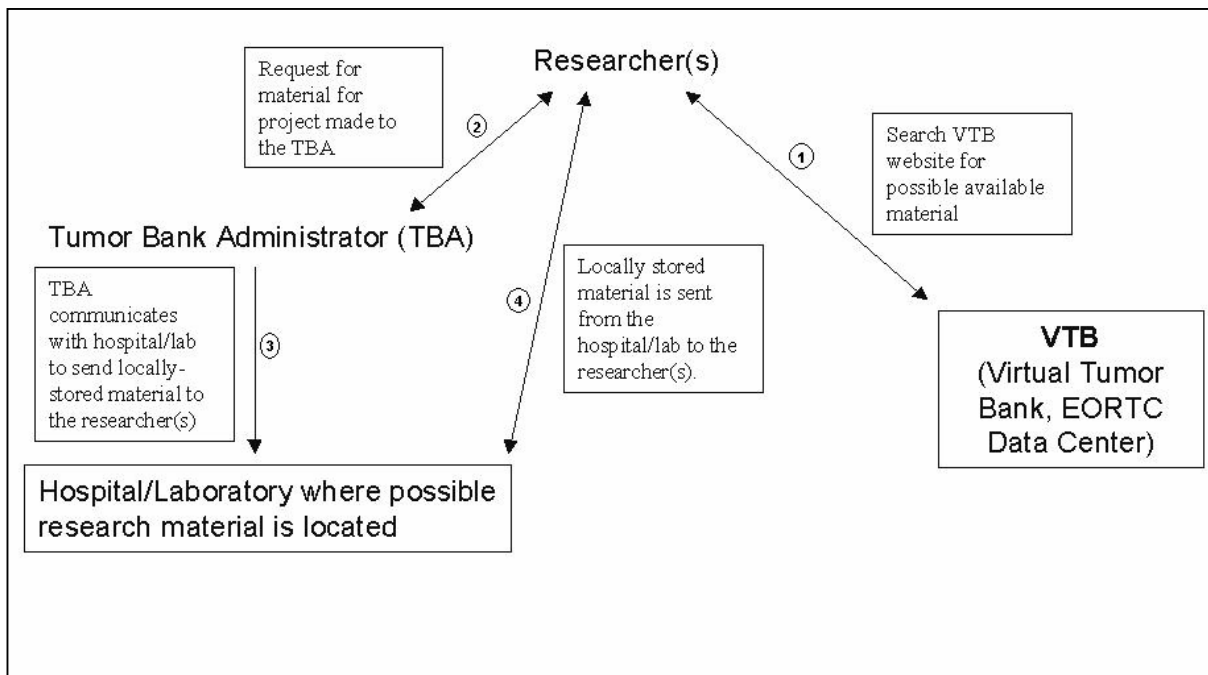 Researcher(s)
Request for
material for
project made to
the TBA
2
1
Search VTB
website for
possible available
material
Tumor Bank Administrator (TBA)
TBA
communicates
with hospital/lab
to send locally-
stored material to
the researcher(s)
3
4
Locally stored
material is sent
from the
hospital/lab to the
researcher(s).
VTB
(Virtual Tumor
Bank, EORTC
Data Center)
Hospital/Laboratory where possible
research material is located